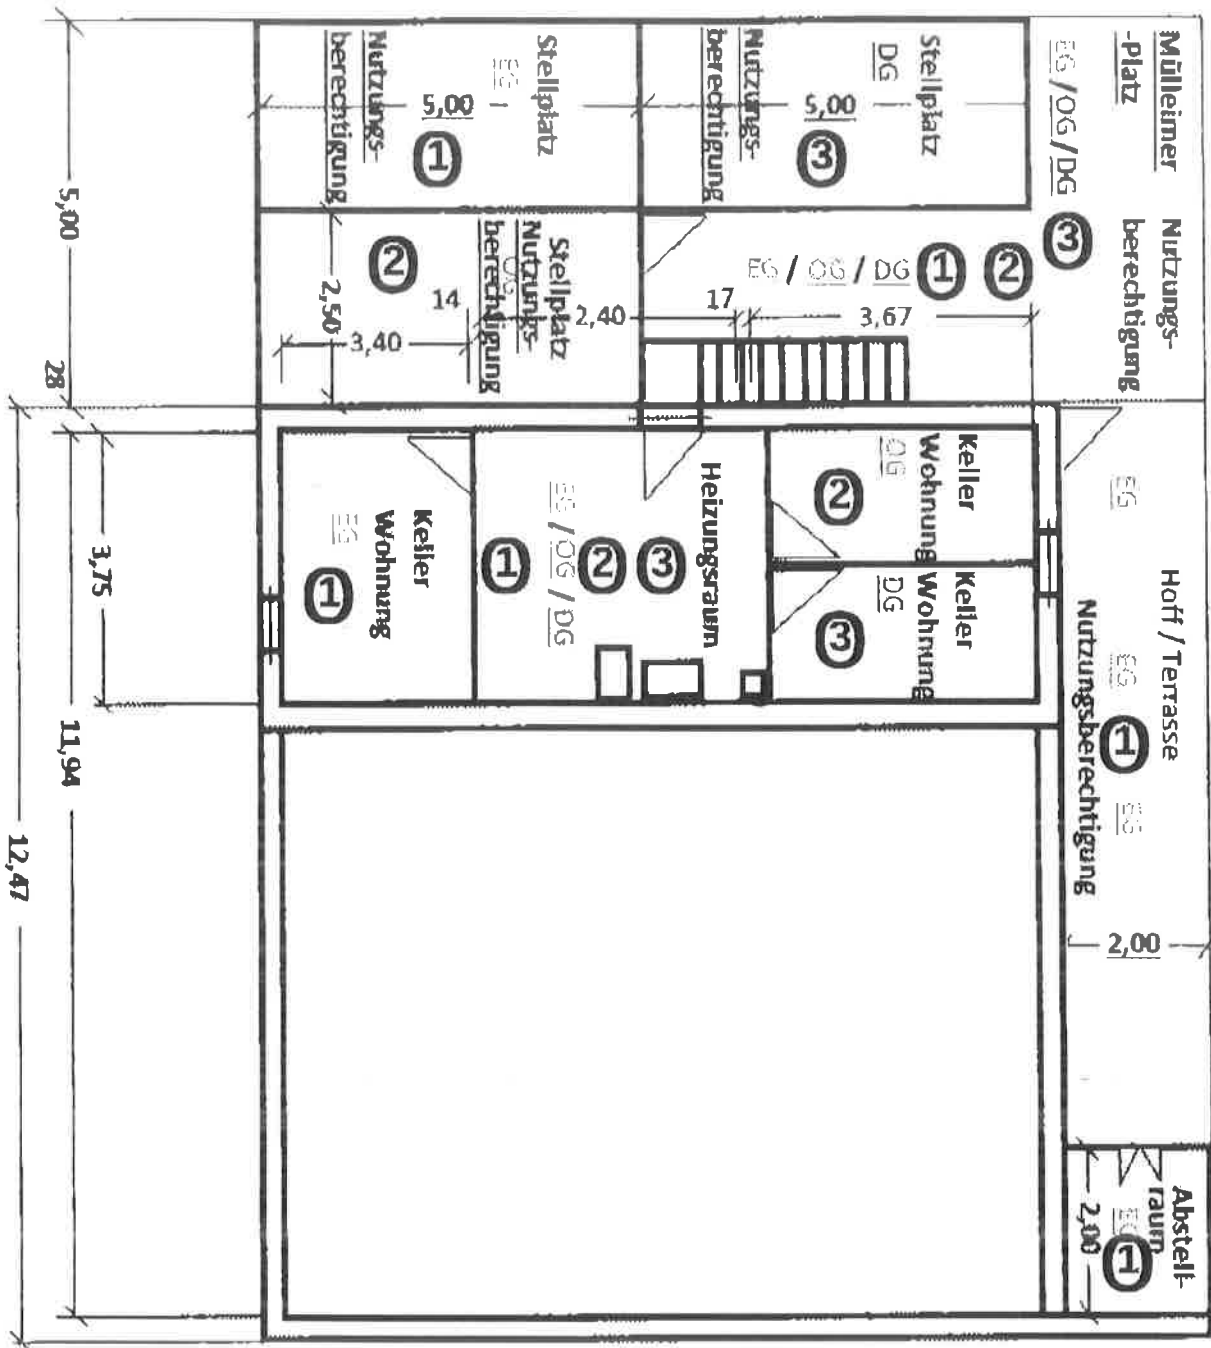 Mülleimer
-Platz
EG / OG / DG
3
Nutzungs-
berechtigung
Stellplatz
DG
5,00
3
Nutzungs-
berechtigung
Stellplatz
EG
5,00
1
Nutzungs-
berechtigung
EG / OG / DG 1 2
17
3,67
2,40
Stellplatz
OG
Nutzungs-
berechtigung
2
14
3,40
2,50
5,00
28
Keller
Wohnung
OG
2
Keller
Wohnung
DG
3
Heizungsraum
EG / OG / DG
1 2 3
Keller
Wohnung
EG
1
3,75
11,94
12,47
EG
Hoff / Terrasse
EG 1 EG
Nutzungsberechtigung
2,00
Abstell-
raum
EG
1
2,00